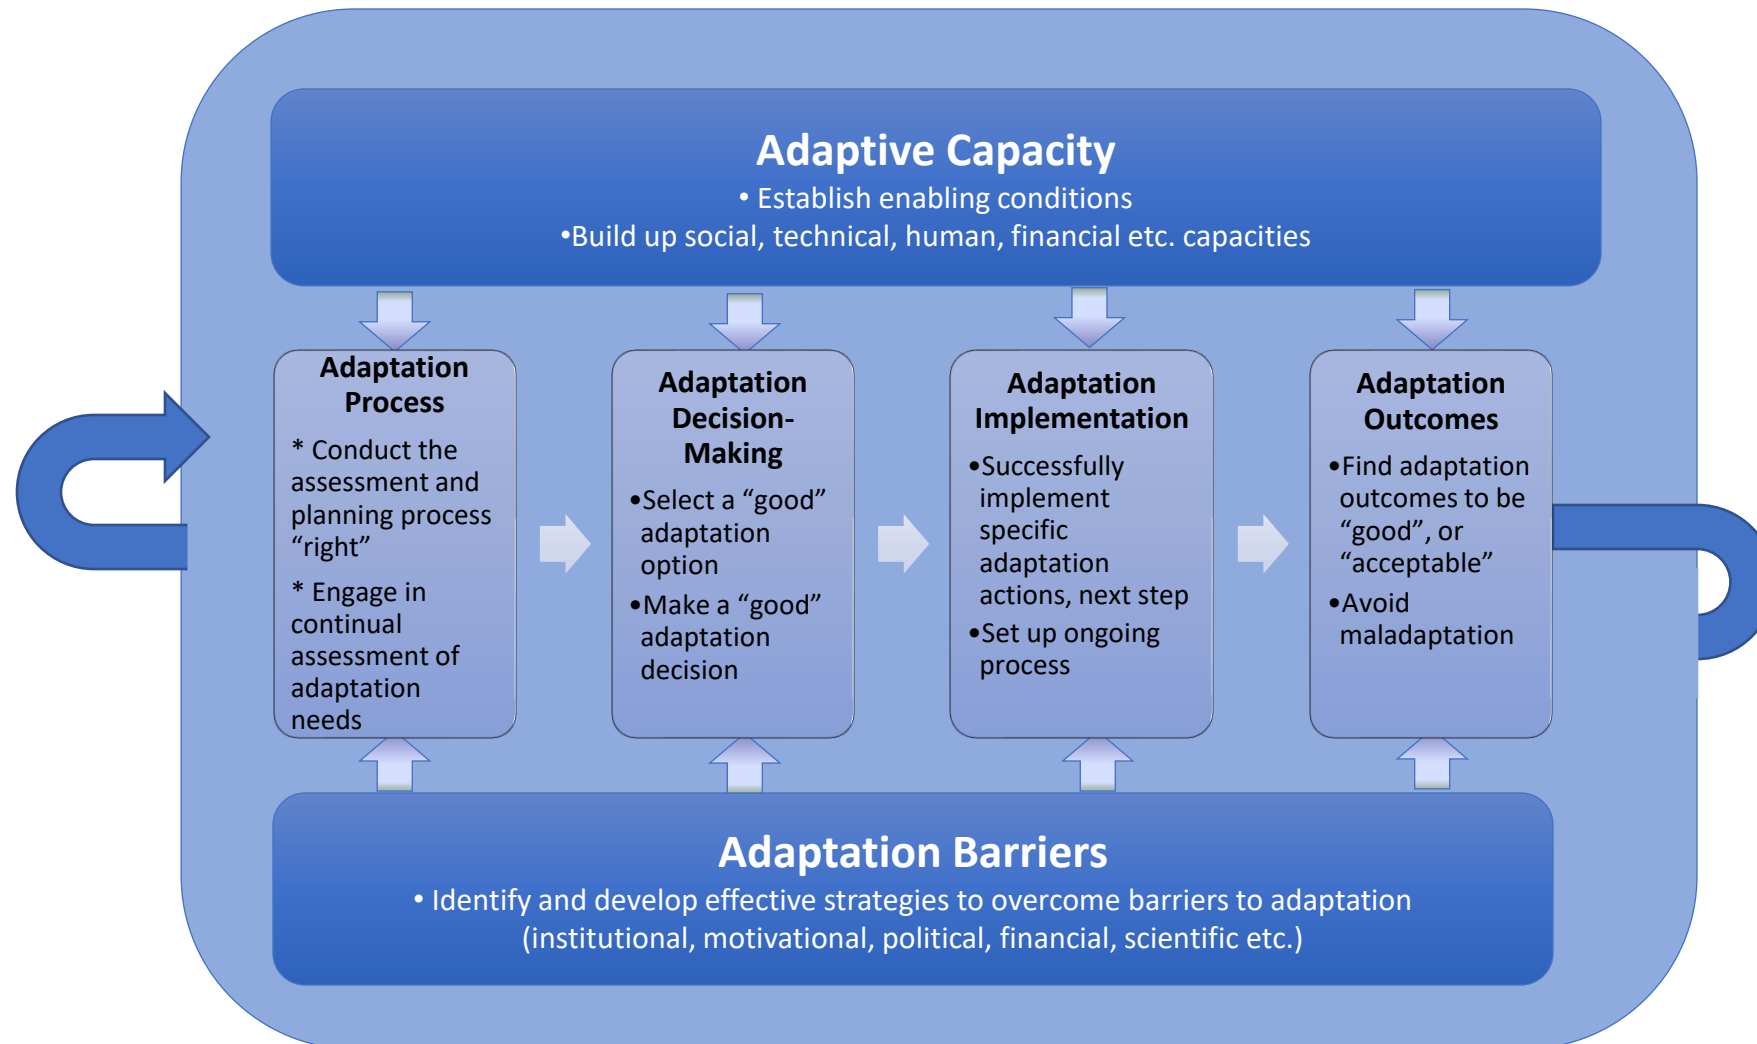 Adaptive Capacity
• Establish enabling conditions
•Build up social, technical, human, financial etc. capacities
Adaptation
Process
* Conduct the
assessment and
planning process
“right”
* Engage in
continual
assessment of
adaptation
needs
Adaptation
Decision-
Making
•Select a “good”
adaptation
option
•Make a “good”
adaptation
decision
Adaptation
Implementation
•Successfully
implement
specific
adaptation
actions, next step
•Set up ongoing
process
Adaptation
Outcomes
•Find adaptation
outcomes to be
“good”, or
“acceptable”
•Avoid
maladaptation
Adaptation Barriers
• Identify and develop effective strategies to overcome barriers to adaptation
(institutional, motivational, political, financial, scientific etc.)